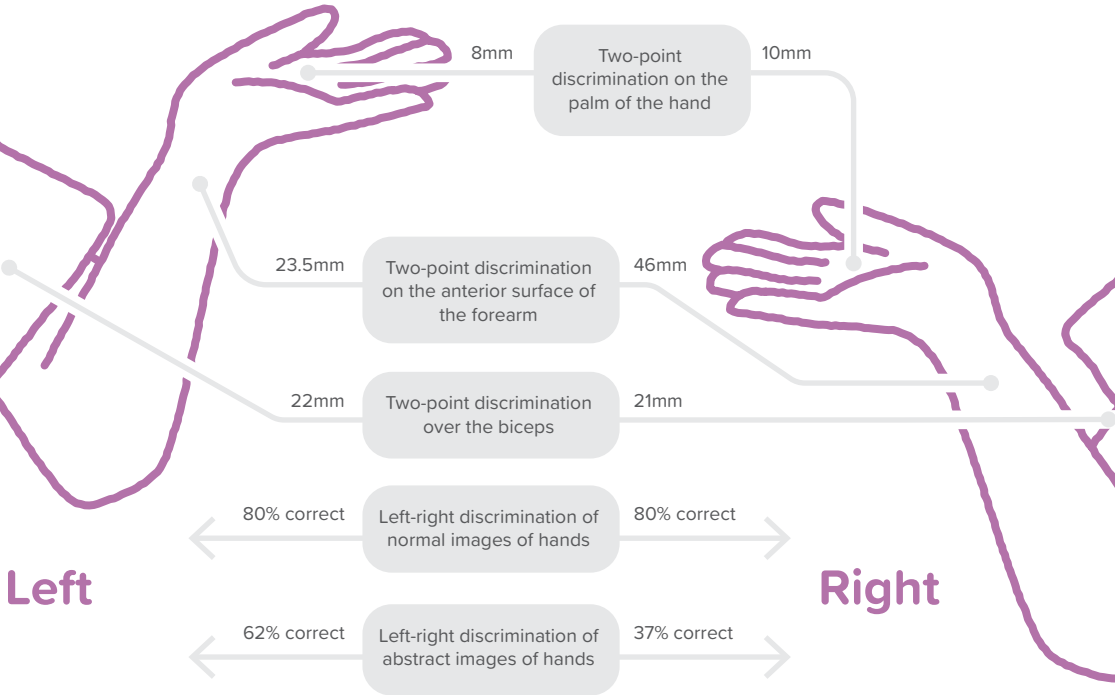 8mm
Two-point
discrimination on the
palm of the hand
10mm
23.5mm
Two-point discrimination
on the anterior surface of
the forearm
46mm
22mm
Two-point discrimination
over the biceps
21mm
80% correct
Left-right discrimination of
normal images of hands
80% correct
Left
Right
62% correct
Left-right discrimination of
abstract images of hands
37% correct